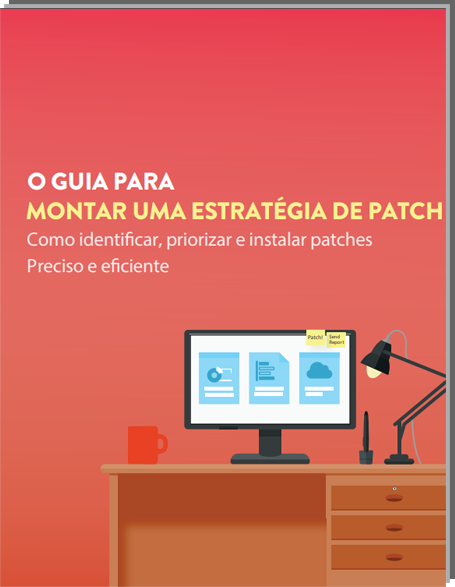 O GUIA PARA
MONTAR UMA ESTRATÉGIA DE PATCH
Como identificar, priorizar e instalar patches
Preciso e eficiente
Patch!
Send
Report